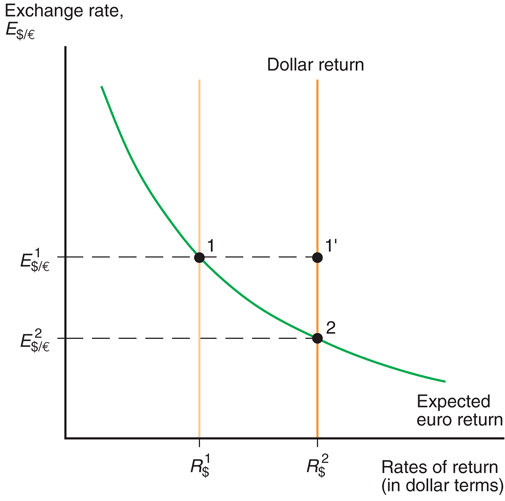 Exchange rate,
E$/€
Dollar return
1
1'
E¹$/€
2
E²$/€
Expected
euro return
R¹$
R²$
Rates of return
(in dollar terms)